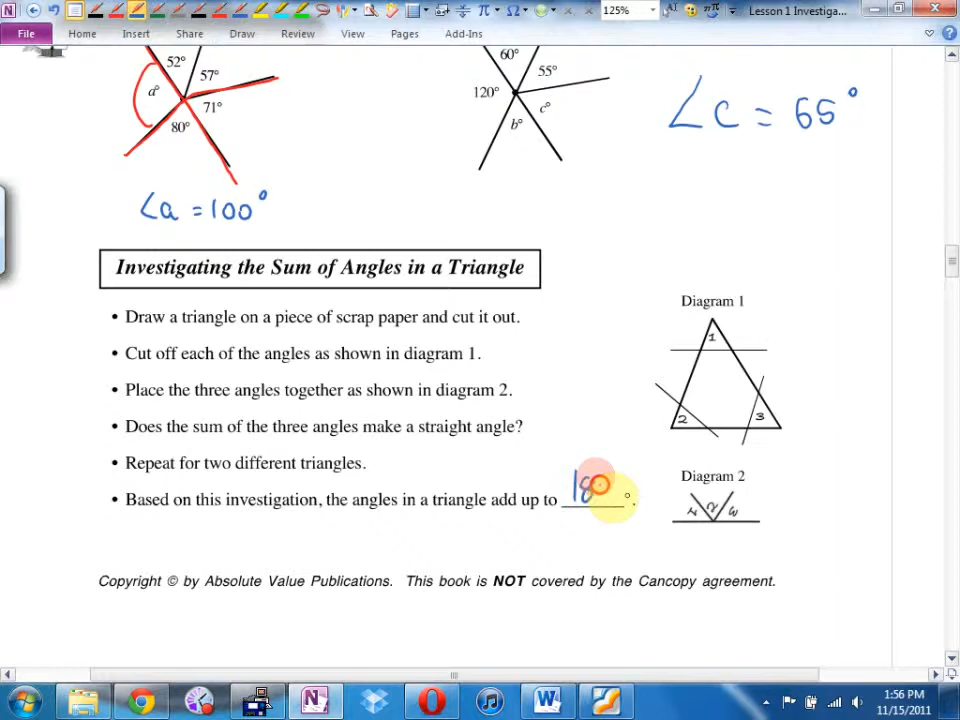 125%
Lesson 1 Investiga...
File Home Insert Share Draw Review View Pages Add-Ins
52°
57°
a°
71°
80°
60°
55°
120°
c°
b°
∠c = 65°
∠a = 100°
Investigating the Sum of Angles in a Triangle
• Draw a triangle on a piece of scrap paper and cut it out.
• Cut off each of the angles as shown in diagram 1.
• Place the three angles together as shown in diagram 2.
• Does the sum of the three angles make a straight angle?
• Repeat for two different triangles.
• Based on this investigation, the angles in a triangle add up to 180°.
Diagram 1
1
2
3
Diagram 2
2
Copyright © by Absolute Value Publications. This book is NOT covered by the Cancopy agreement.
1:56 PM
11/15/2011